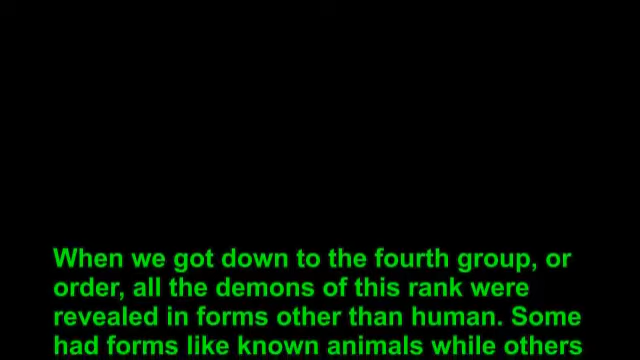 When we got down to the fourth group, or
order, all the demons of this rank were
revealed in forms other than human. Some
had forms like known animals while others